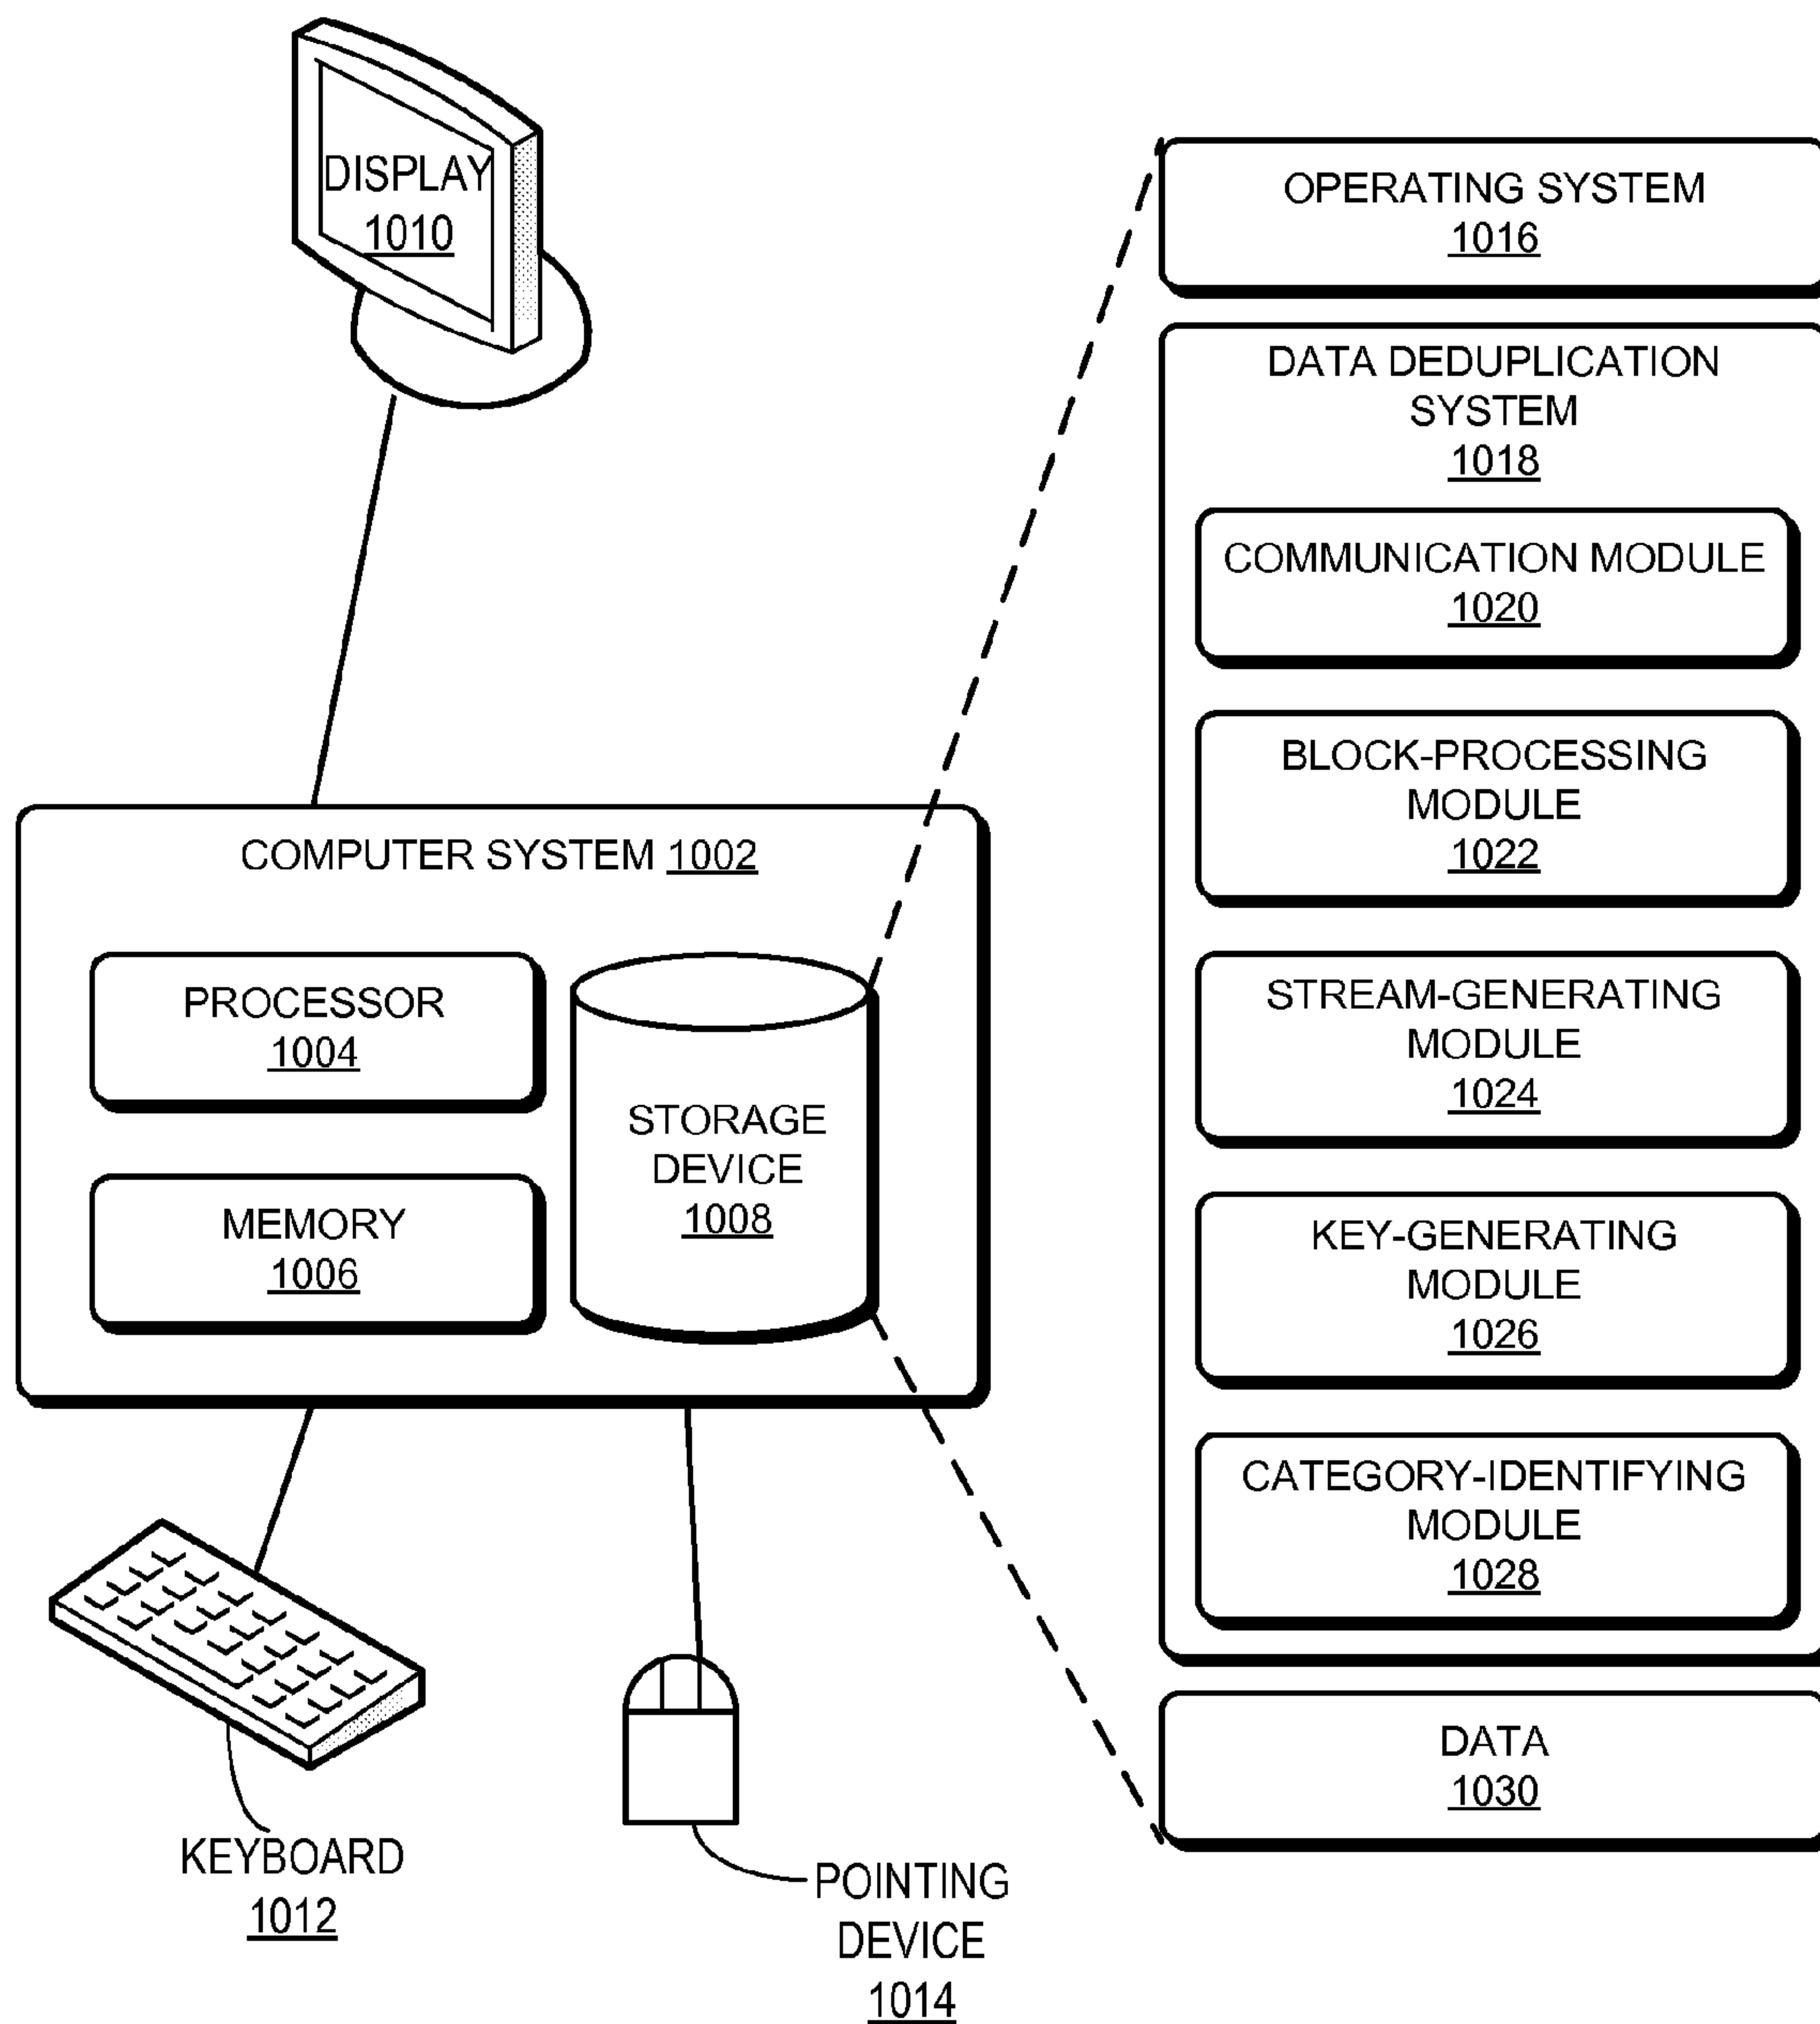 DISPLAY
1010
COMPUTER SYSTEM 1002
PROCESSOR
1004
MEMORY
1006
STORAGE
DEVICE
1008
KEYBOARD
1012
POINTING
DEVICE
1014
OPERATING SYSTEM
1016
DATA DEDUPLICATION
SYSTEM
1018
COMMUNICATION MODULE
1020
BLOCK-PROCESSING
MODULE
1022
STREAM-GENERATING
MODULE
1024
KEY-GENERATING
MODULE
1026
CATEGORY-IDENTIFYING
MODULE
1028
DATA
1030